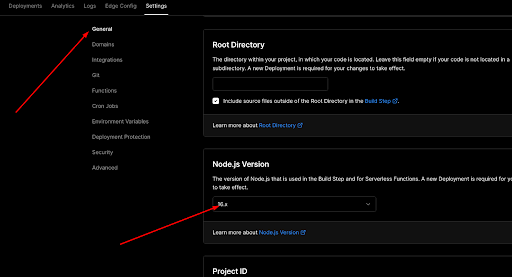 Deployments Analytics Logs Edge Config Settings
General
Domains
Integrations
Git
Functions
Cron Jobs
Environment Variables
Deployment Protection
Security
Advanced
Root Directory
The directory within your project, in which your code is located. Leave this field empty if your code is not located in a
subdirectory. A new Deployment is required for your changes to take effect.
Include source files outside of the Root Directory in the Build Step.
Learn more about Root Directory
Node.js Version
The version of Node.js that is used in the Build Step and for Serverless Functions. A new Deployment is required for yo
to take effect.
16.x
Learn more about Node.js Version
Project ID